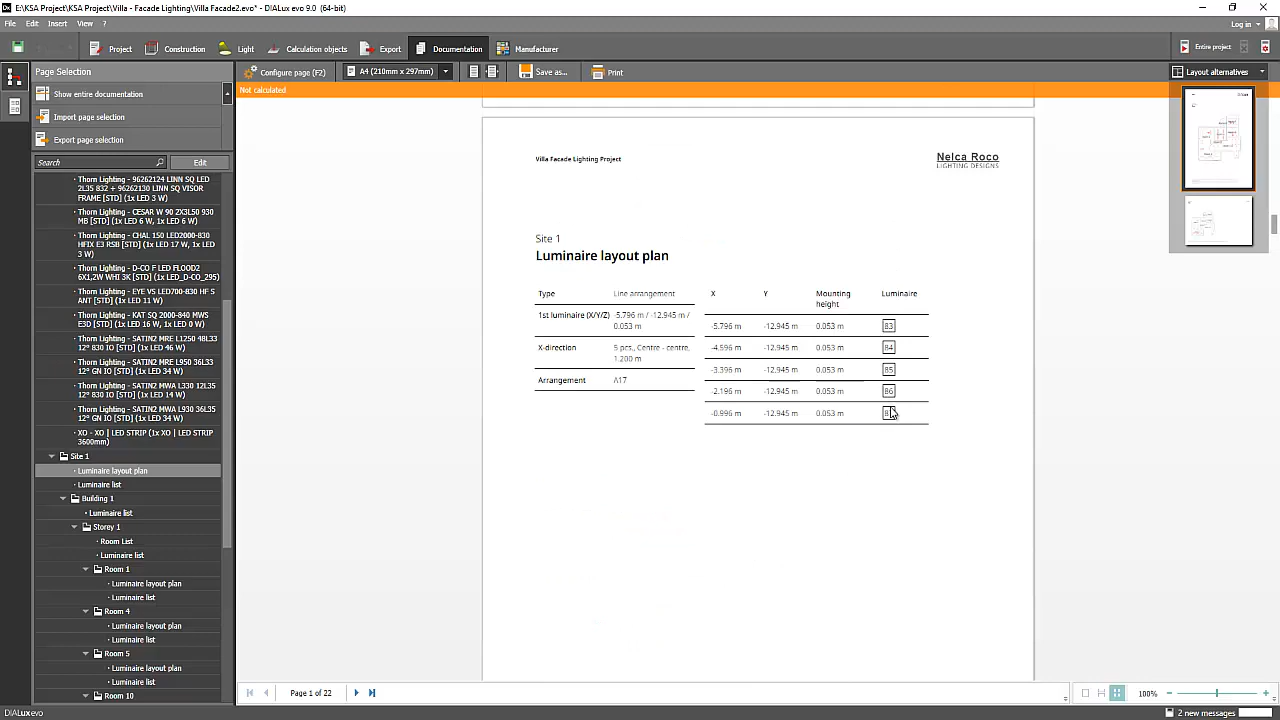 E:\KSA Project\KSA Project\Villa - Facade Lighting\Villa Facade2.evo* - DIALux evo 9.0 (64-bit)
File Edit Insert View ?
Log in
Project Construction Light Calculation objects Export Documentation Manufacturer
Entire project
Page Selection
Configure page (F2) A4 (210mm x 297mm) Save as... Print
Layout alternatives
Show entire documentation
Not calculated
Import page selection
Export page selection
Search Edit
Thorn Lighting - 96262124 LINN SQ LED
2L35 832 + 96262130 LINN SQ VISOR
FRAME [STD] (1x LED 3 W)
Thorn Lighting - CESAR W 90 2X3L50 930
MB [STD] (1x LED 6 W, 1x LED 6 W)
Thorn Lighting - CHAL 150 LED2000-830
HFIX E3 RSB [STD] (1x LED 17 W, 1x LED
3 W)
Thorn Lighting - D-CO F LED FLOOD2
6X1,2W WHI 3K [STD] (1x LED_D-CO_295)
Thorn Lighting - EYE VS LED700-830 HF S
ANT [STD] (1x LED 11 W)
Thorn Lighting - KAT SQ 2000-840 MWS
E3D [STD] (1x LED 16 W, 1x LED 0 W)
Thorn Lighting - SATIN2 MRE L1250 48L33
12° 830 IO [STD] (1x LED 46 W)
Thorn Lighting - SATIN2 MRE L950 36L33
12° GN IO [STD] (1x LED 34 W)
Thorn Lighting - SATIN2 MWA L330 12L35
12° 830 IO [STD] (1x LED 14 W)
Thorn Lighting - SATIN2 MWA L930 36L35
12° GN IO [STD] (1x LED 34 W)
XO - XO | LED STRIP (1x XO | LED STRIP
3600mm)
Site 1
Luminaire layout plan
Luminaire list
Building 1
Luminaire list
Storey 1
Room List
Luminaire list
Room 1
Luminaire layout plan
Luminaire list
Room 4
Luminaire layout plan
Luminaire list
Room 5
Luminaire layout plan
Luminaire list
Room 10
Villa Facade Lighting Project
Nelca Roco
LIGHTING DESIGNS
Site 1
Luminaire layout plan
Type Line arrangement
1st luminaire (X/Y/Z) -5.796 m / -12.945 m /
0.053 m
X-direction 5 pcs., Centre - centre,
1.200 m
Arrangement A17
X Y Mounting height Luminaire
-5.796 m -12.945 m 0.053 m 83
-4.596 m -12.945 m 0.053 m 84
-3.396 m -12.945 m 0.053 m 85
-2.196 m -12.945 m 0.053 m 86
-0.996 m -12.945 m 0.053 m
Page 1 of 22
100%
DIALuxevo
2 new messages